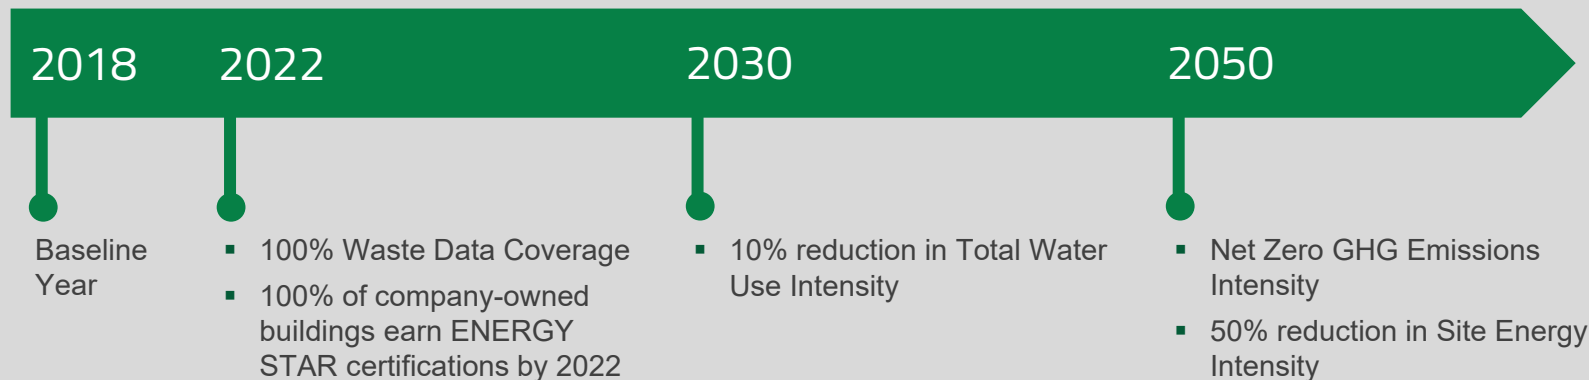 2018
2022
2030
2050
Baseline
Year
▪ 100% Waste Data Coverage
▪ 100% of company-owned
buildings earn ENERGY
STAR certifications by 2022
▪ 10% reduction in Total Water
Use Intensity
▪ Net Zero GHG Emissions
Intensity
▪ 50% reduction in Site Energy
Intensity